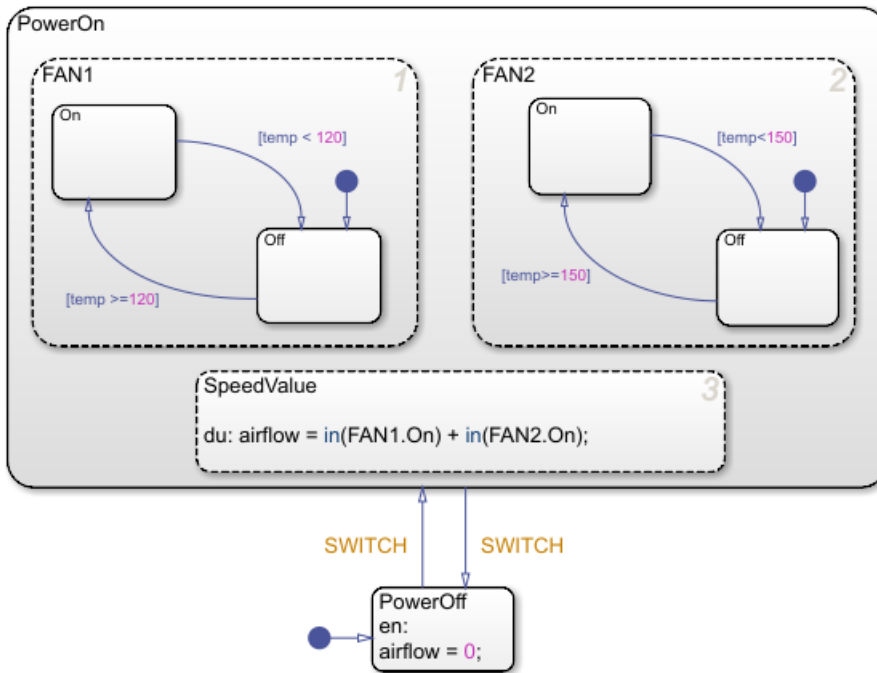 PowerOn
FAN1
1
On
[temp < 120]
Off
[temp >=120]
FAN2
2
On
[temp<150]
Off
[temp>=150]
SpeedValue
3
du: airflow = in(FAN1.On) + in(FAN2.On);
SWITCH
SWITCH
PowerOff
en:
airflow = 0;